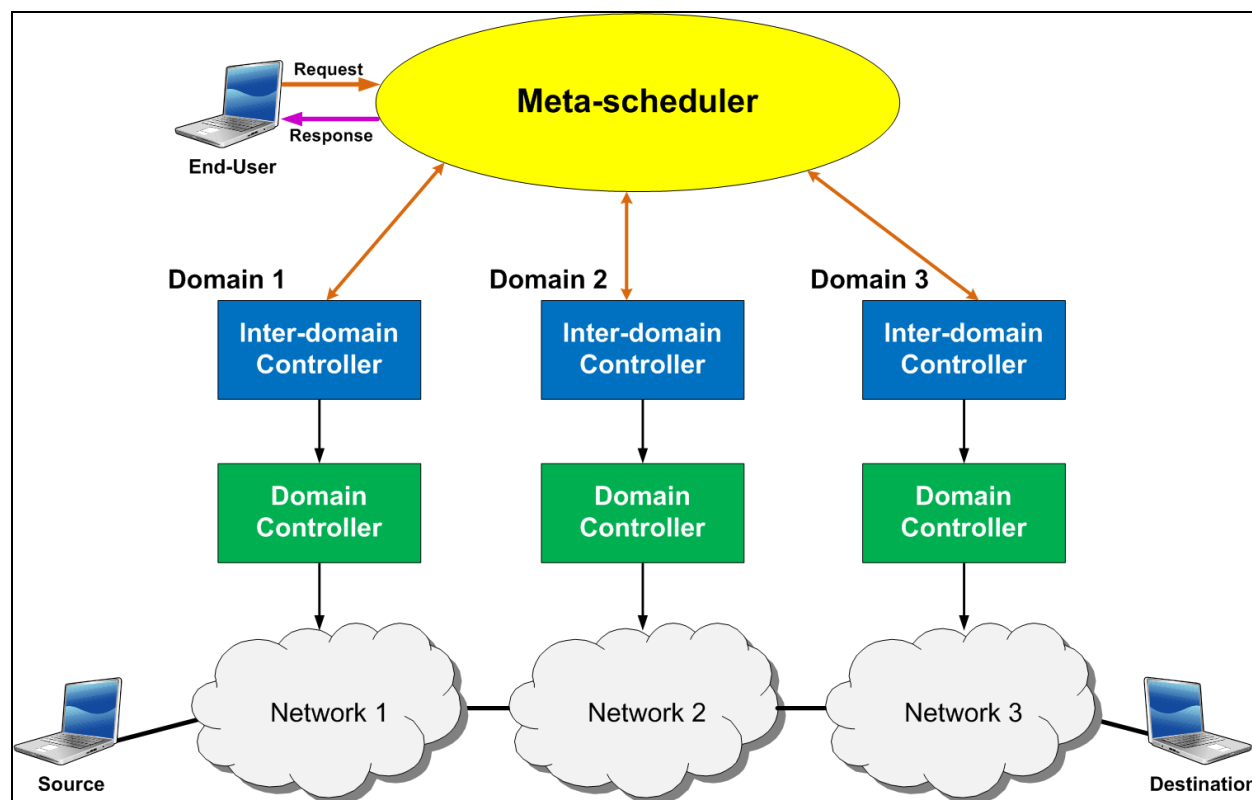 Request
Meta-scheduler
Response
End-User
Domain 1
Domain 2
Domain 3
Inter-domain
Controller
Inter-domain
Controller
Inter-domain
Controller
Domain
Controller
Domain
Controller
Domain
Controller
Network 1
Network 2
Network 3
Source
Destination